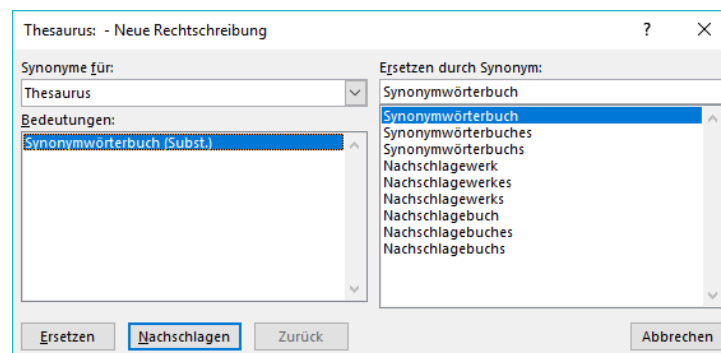 Thesaurus: - Neue Rechtschreibung
Synonyme für:
Thesaurus
Bedeutungen:
Synonymwörterbuch (Subst.)
Ersetzen durch Synonym:
Synonymwörterbuch
Synonymwörterbuch
Synonymwörterbuches
Synonymwörterbuchs
Nachschlagewerk
Nachschlagewerkes
Nachschlagewerks
Nachschlagebuch
Nachschlagebuches
Nachschlagebuchs
Ersetzen
Nachschlagen
Zurück
Abbrechen